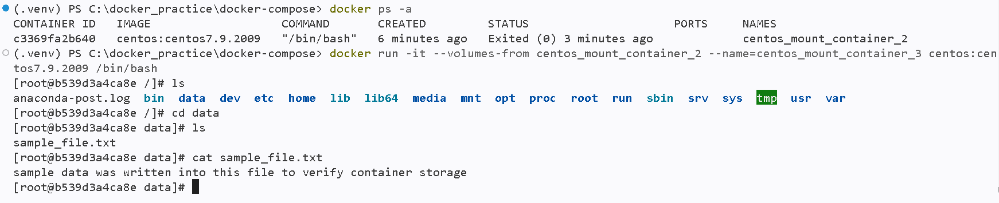 (.venv) PS C:\docker_practice\docker-compose> docker ps -a
CONTAINER ID   IMAGE                   COMMAND       CREATED         STATUS                     PORTS     NAMES
c3369fa2b640   centos:centos7.9.2009   "/bin/bash"   6 minutes ago   Exited (0) 3 minutes ago             centos_mount_container_2
(.venv) PS C:\docker_practice\docker-compose> docker run -it --volumes-from centos_mount_container_2 --name=centos_mount_container_3 centos:cen
tos7.9.2009 /bin/bash
[root@b539d3a4ca8e /]# ls
anaconda-post.log  bin  data  dev  etc  home  lib  lib64  media  mnt  opt  proc  root  run  sbin  srv  sys  tmp  usr  var
[root@b539d3a4ca8e /]# cd data
[root@b539d3a4ca8e data]# ls
sample_file.txt
[root@b539d3a4ca8e data]# cat sample_file.txt
sample data was written into this file to verify container storage
[root@b539d3a4ca8e data]#